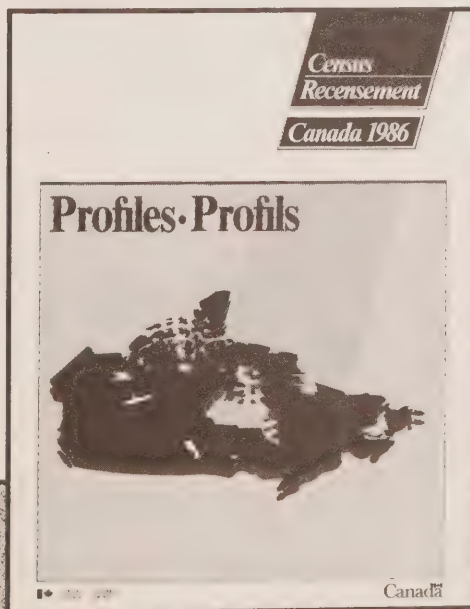 Census
Recensement
Canada 1986
Profiles • Profils
Canada